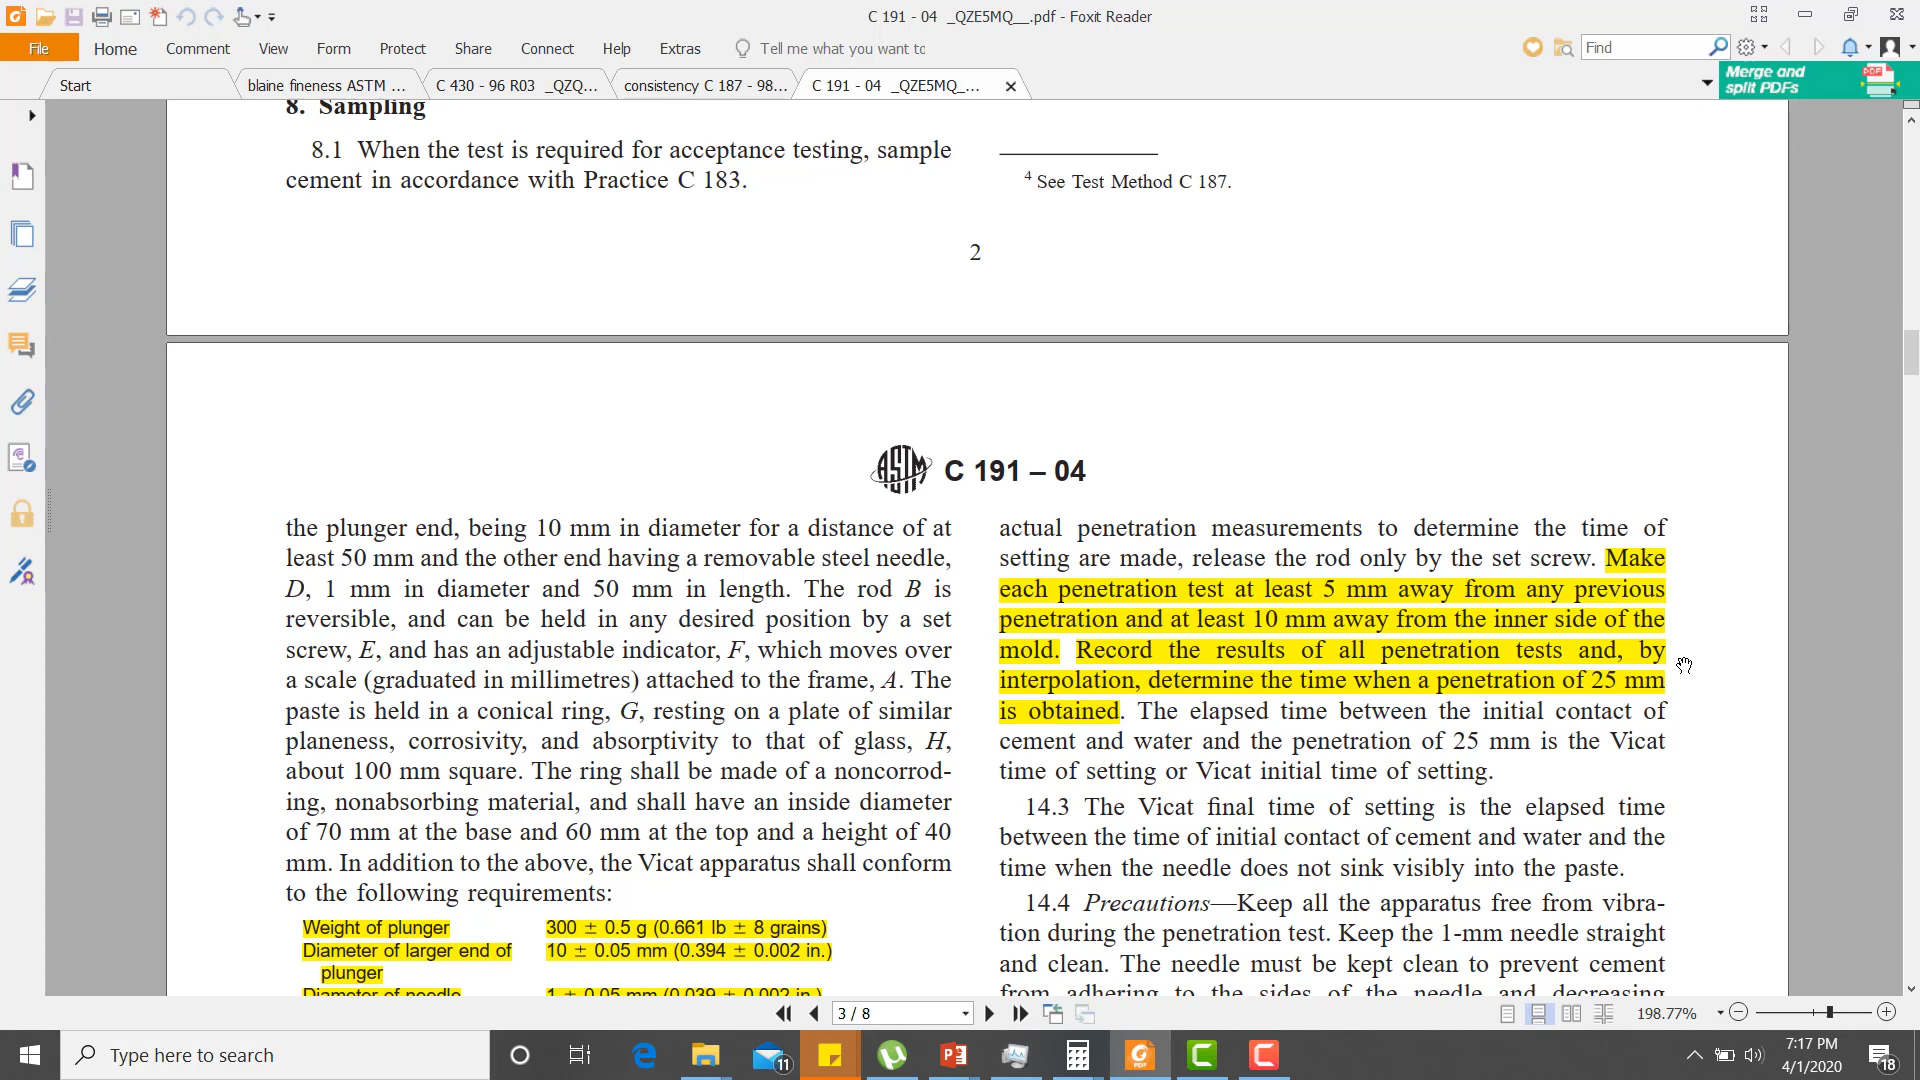 C 191 - 04 _QZE5MQ__.pdf - Foxit Reader
File Home Comment View Form Protect Share Connect Help Extras Tell me what you want to Find
Start blaine fineness ASTM ... C 430 - 96 R03 _QZQ... consistency C 187 - 98... C 191 - 04 _QZE5MQ_...
Merge and
split PDFs
8. Sampling
8.1 When the test is required for acceptance testing, sample
cement in accordance with Practice C 183.
4 See Test Method C 187.
2
ASTM C 191 – 04
the plunger end, being 10 mm in diameter for a distance of at
least 50 mm and the other end having a removable steel needle,
D, 1 mm in diameter and 50 mm in length. The rod B is
reversible, and can be held in any desired position by a set
screw, E, and has an adjustable indicator, F, which moves over
a scale (graduated in millimetres) attached to the frame, A. The
paste is held in a conical ring, G, resting on a plate of similar
planeness, corrosivity, and absorptivity to that of glass, H,
about 100 mm square. The ring shall be made of a noncorrod-
ing, nonabsorbing material, and shall have an inside diameter
of 70 mm at the base and 60 mm at the top and a height of 40
mm. In addition to the above, the Vicat apparatus shall conform
to the following requirements:
Weight of plunger 300 ± 0.5 g (0.661 lb ± 8 grains)
Diameter of larger end of 10 ± 0.05 mm (0.394 ± 0.002 in.)
plunger
Diameter of needle 1 ± 0.05 mm (0.039 ± 0.002 in.)
actual penetration measurements to determine the time of
setting are made, release the rod only by the set screw. Make
each penetration test at least 5 mm away from any previous
penetration and at least 10 mm away from the inner side of the
mold. Record the results of all penetration tests and, by
interpolation, determine the time when a penetration of 25 mm
is obtained. The elapsed time between the initial contact of
cement and water and the penetration of 25 mm is the Vicat
time of setting or Vicat initial time of setting.
14.3 The Vicat final time of setting is the elapsed time
between the time of initial contact of cement and water and the
time when the needle does not sink visibly into the paste.
14.4 Precautions—Keep all the apparatus free from vibra-
tion during the penetration test. Keep the 1-mm needle straight
and clean. The needle must be kept clean to prevent cement
from adhering to the sides of the needle and decreasing
3 / 8 198.77%
Type here to search
11
7:17 PM
4/1/2020
18